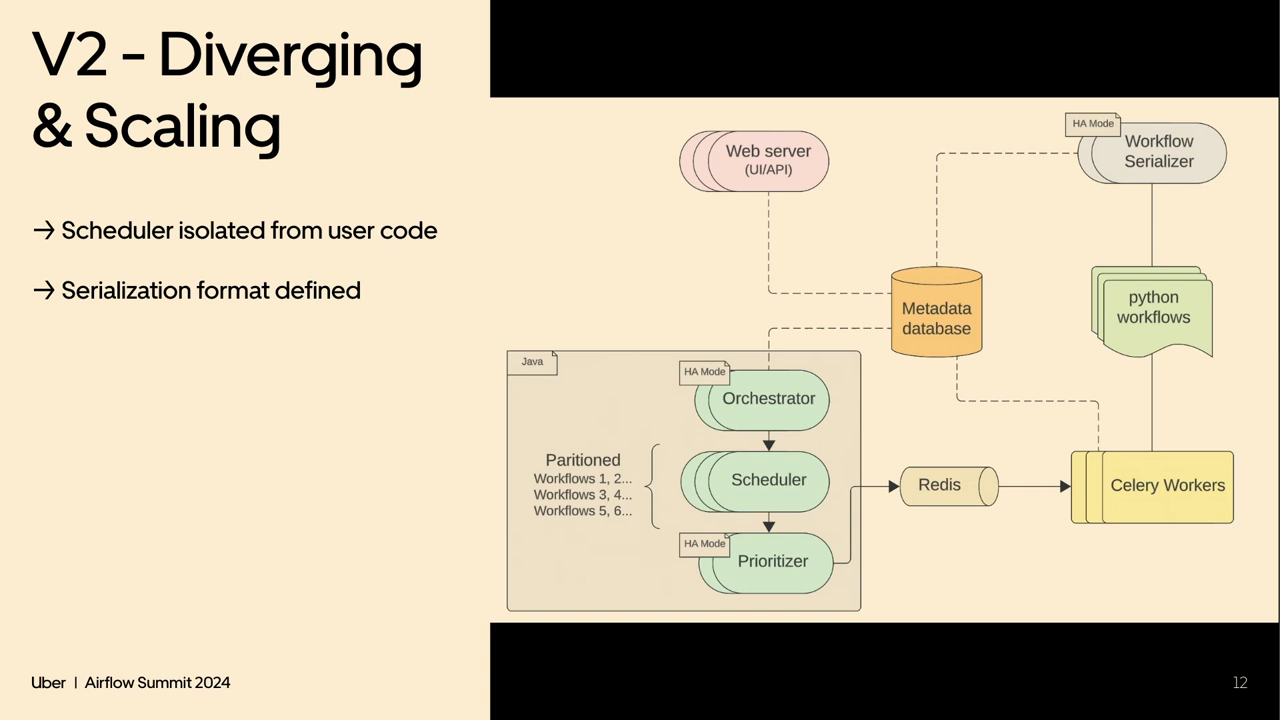 V2 - Diverging
& Scaling
→ Scheduler isolated from user code
→ Serialization format defined
HA Mode
Workflow
Serializer
Web server
(UI/API)
Metadata
database
python
workflows
Java
HA Mode
Orchestrator
Paritioned
Workflows 1, 2...
Workflows 3, 4...
Workflows 5, 6...
Scheduler
Redis
Celery Workers
HA Mode
Prioritizer
Uber | Airflow Summit 2024
12